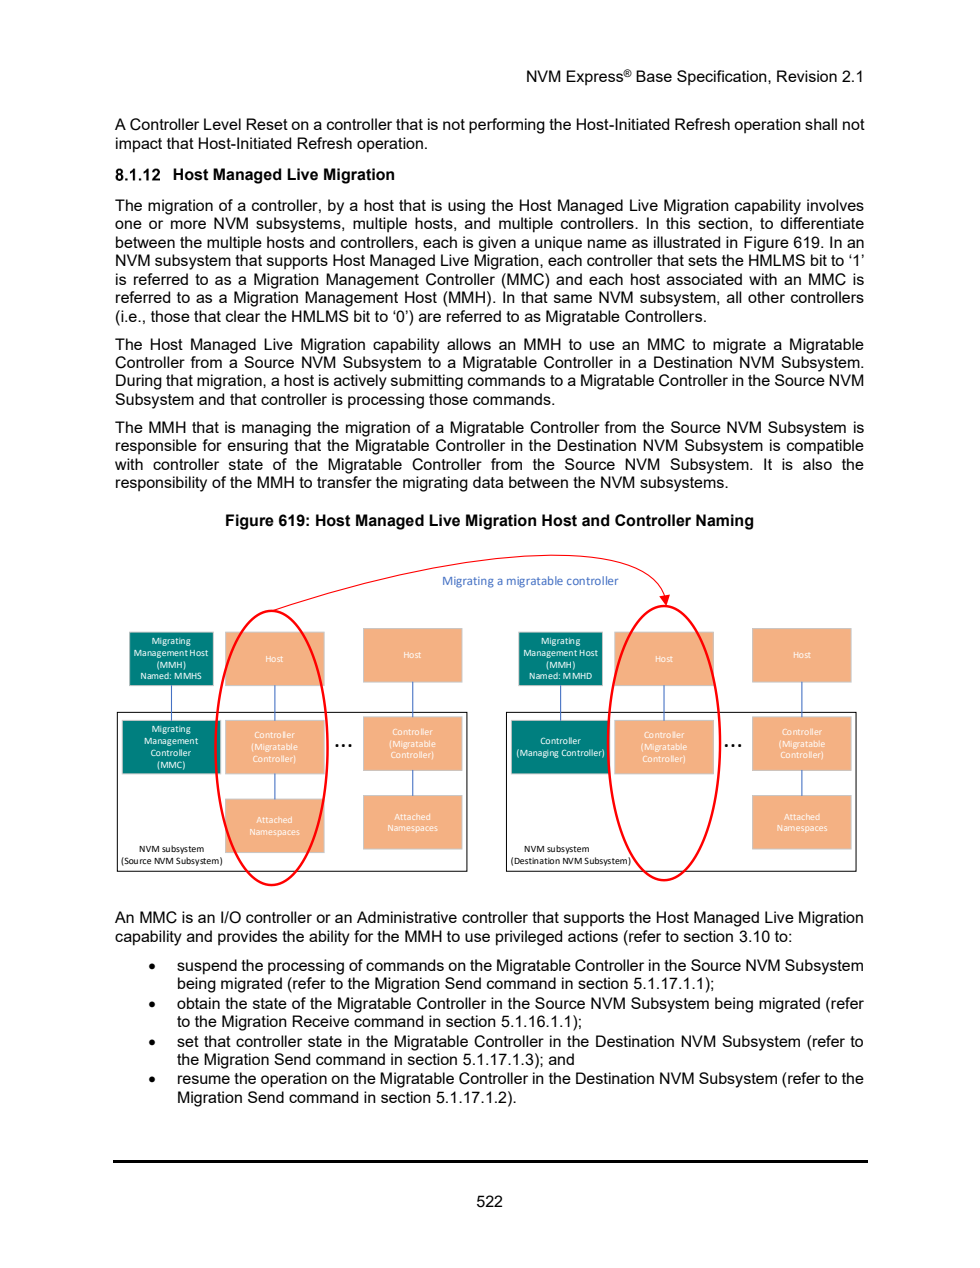 NVM Express® Base Specification, Revision 2.1
A Controller Level Reset on a controller that is not performing the Host-Initiated Refresh operation shall not
impact that Host-Initiated Refresh operation.
8.1.12 Host Managed Live Migration
The migration of a controller, by a host that is using the Host Managed Live Migration capability involves
one or more NVM subsystems, multiple hosts, and multiple controllers. In this section, to differentiate
between the multiple hosts and controllers, each is given a unique name as illustrated in Figure 619. In an
NVM subsystem that supports Host Managed Live Migration, each controller that sets the HMLMS bit to ‘1’
is referred to as a Migration Management Controller (MMC) and each host associated with an MMC is
referred to as a Migration Management Host (MMH). In that same NVM subsystem, all other controllers
(i.e., those that clear the HMLMS bit to ‘0’) are referred to as Migratable Controllers.
The Host Managed Live Migration capability allows an MMH to use an MMC to migrate a Migratable
Controller from a Source NVM Subsystem to a Migratable Controller in a Destination NVM Subsystem.
During that migration, a host is actively submitting commands to a Migratable Controller in the Source NVM
Subsystem and that controller is processing those commands.
The MMH that is managing the migration of a Migratable Controller from the Source NVM Subsystem is
responsible for ensuring that the Migratable Controller in the Destination NVM Subsystem is compatible
with controller state of the Migratable Controller from the Source NVM Subsystem. It is also the
responsibility of the MMH to transfer the migrating data between the NVM subsystems.
Figure 619: Host Managed Live Migration Host and Controller Naming
Migrating a migratable controller
Migrating
Management Host
(MMH)
Named: MMHS
Host
Host
Migrating
Management Host
(MMH)
Named: MMHD
Host
Host
Migrating
Management
Controller
(MMC)
Controller
(Migratable
Controller)
...
Controller
(Migratable
Controller)
Controller
(Managing Controller)
Controller
(Migratable
Controller)
...
Controller
(Migratable
Controller)
Attached
Namespaces
Attached
Namespaces
Attached
Namespaces
NVM subsystem
(Source NVM Subsystem)
NVM subsystem
(Destination NVM Subsystem)
An MMC is an I/O controller or an Administrative controller that supports the Host Managed Live Migration
capability and provides the ability for the MMH to use privileged actions (refer to section 3.10 to:
• suspend the processing of commands on the Migratable Controller in the Source NVM Subsystem
being migrated (refer to the Migration Send command in section 5.1.17.1.1);
• obtain the state of the Migratable Controller in the Source NVM Subsystem being migrated (refer
to the Migration Receive command in section 5.1.16.1.1);
• set that controller state in the Migratable Controller in the Destination NVM Subsystem (refer to
the Migration Send command in section 5.1.17.1.3); and
• resume the operation on the Migratable Controller in the Destination NVM Subsystem (refer to the
Migration Send command in section 5.1.17.1.2).
522